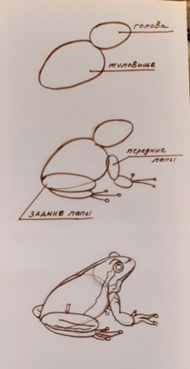 голова
туловище
передние
лапы
задние лапы